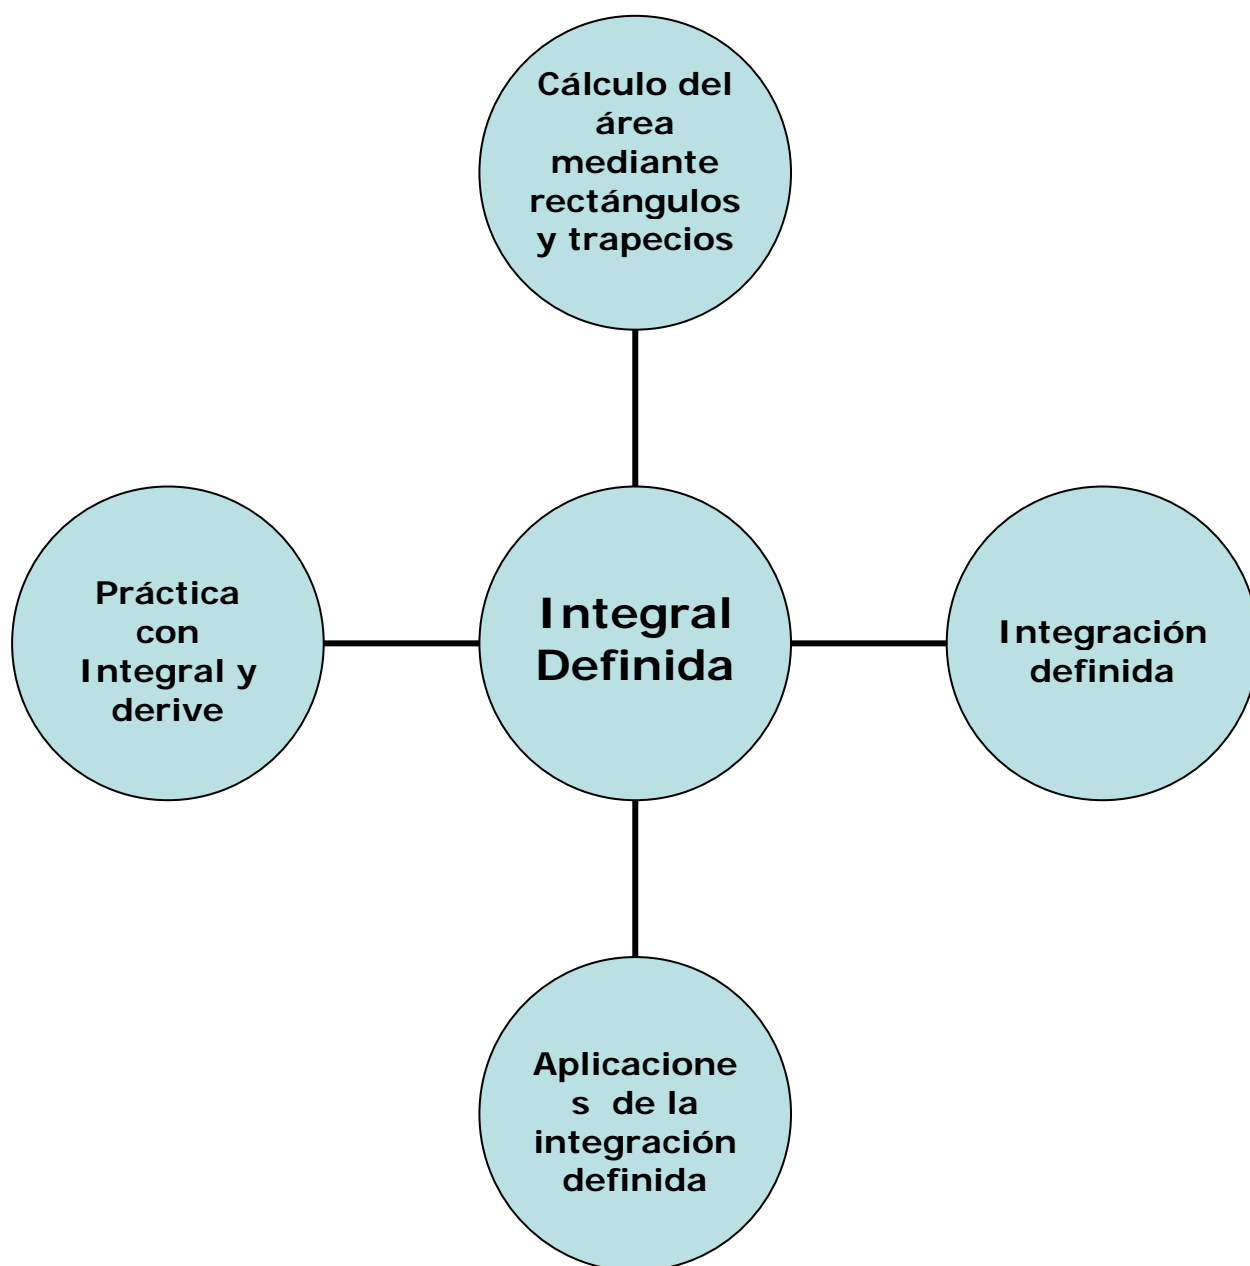 Cálculo del
área
mediante
rectángulos
y trapecios
Práctica
con
Integral y
derive
Integral
Definida
Integración
definida
Aplicacione
s de la
integración
definida